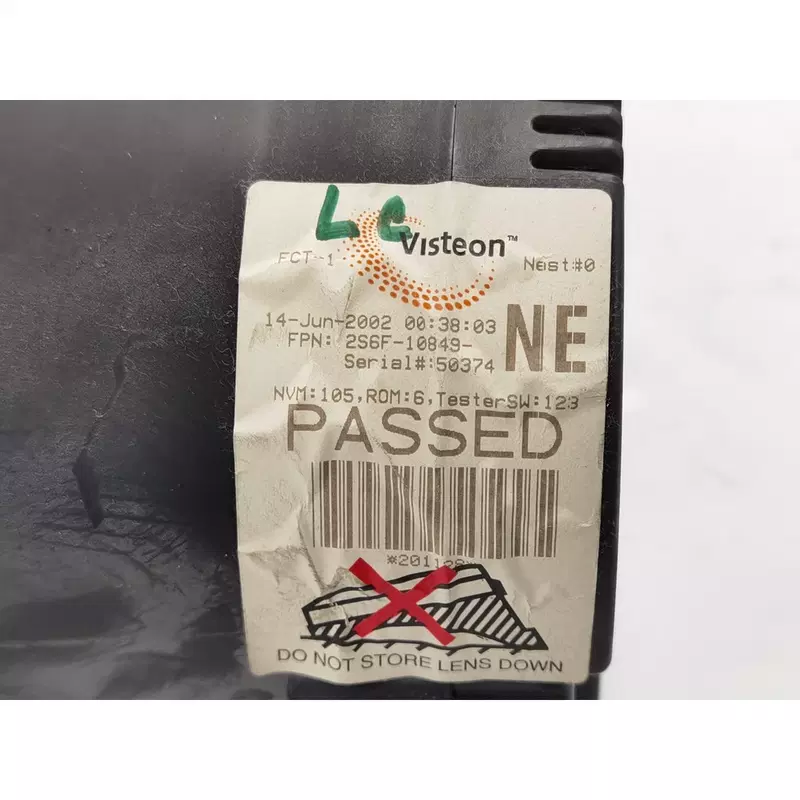 LC
Visteon™
FCT--1-
Nest#0
14-Jun-2002 00:38:03
NE
FPN: 2S6F-10849-
Serial#:50374
NVM:105,ROM:6,TesterSW:123
PASSED
DO NOT STORE LENS DOWN